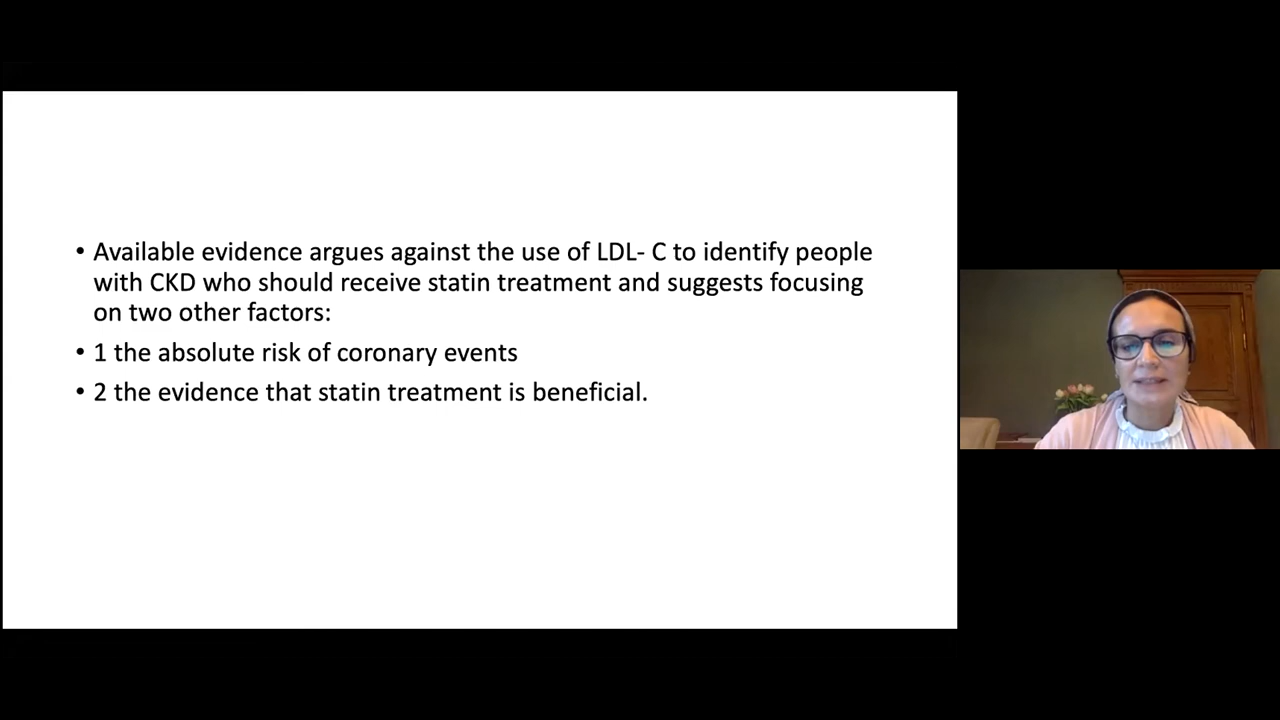 • Available evidence argues against the use of LDL- C to identify people
with CKD who should receive statin treatment and suggests focusing
on two other factors:
• 1 the absolute risk of coronary events
• 2 the evidence that statin treatment is beneficial.